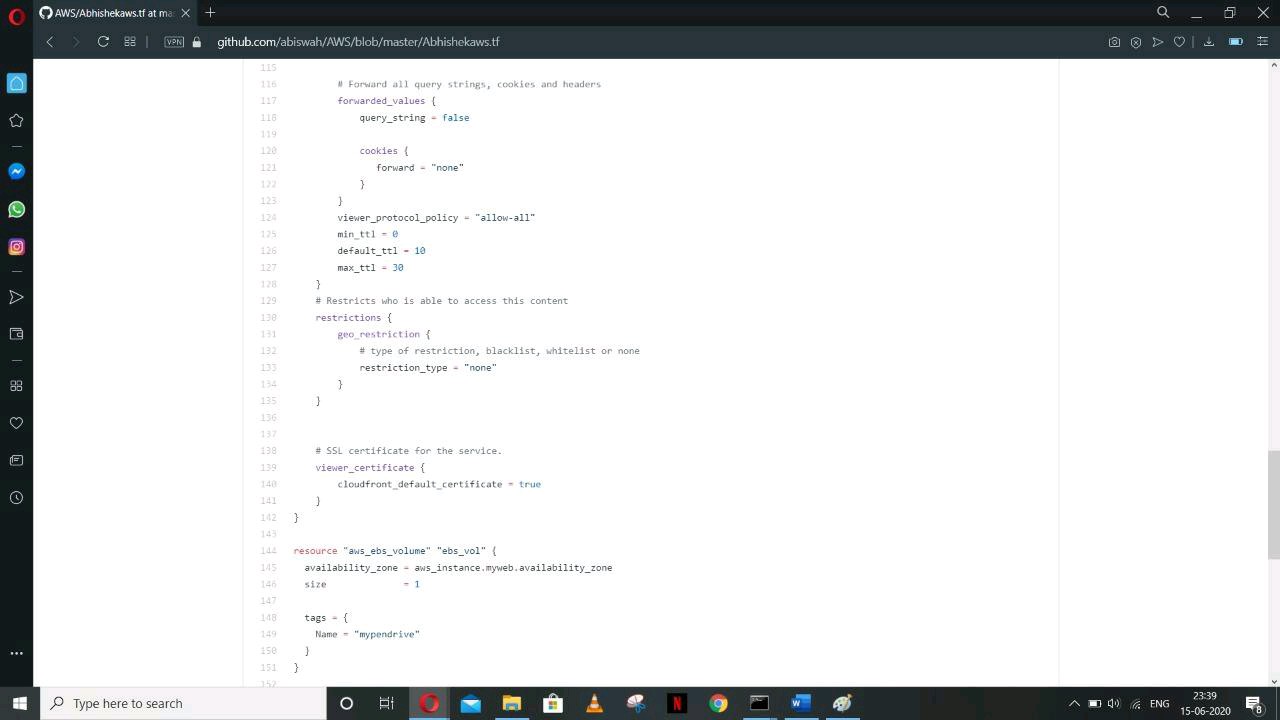 AWS/Abhishekaws.tf at ma
VPN
github.com/abiswah/AWS/blob/master/Abhishekaws.tf
115
116 # Forward all query strings, cookies and headers
117 forwarded_values {
118 query_string = false
119
120 cookies {
121 forward = "none"
122 }
123 }
124 viewer_protocol_policy = "allow-all"
125 min_ttl = 0
126 default_ttl = 10
127 max_ttl = 30
128 }
129 # Restricts who is able to access this content
130 restrictions {
131 geo_restriction {
132 # type of restriction, blacklist, whitelist or none
133 restriction_type = "none"
134 }
135 }
136
137
138 # SSL certificate for the service.
139 viewer_certificate {
140 cloudfront_default_certificate = true
141 }
142 }
143
144 resource "aws_ebs_volume" "ebs_vol" {
145 availability_zone = aws_instance.myweb.availability_zone
146 size = 1
147
148 tags = {
149 Name = "mypendrive"
150 }
151 }
152
Type here to search
ENG
23:39
15-06-2020
8